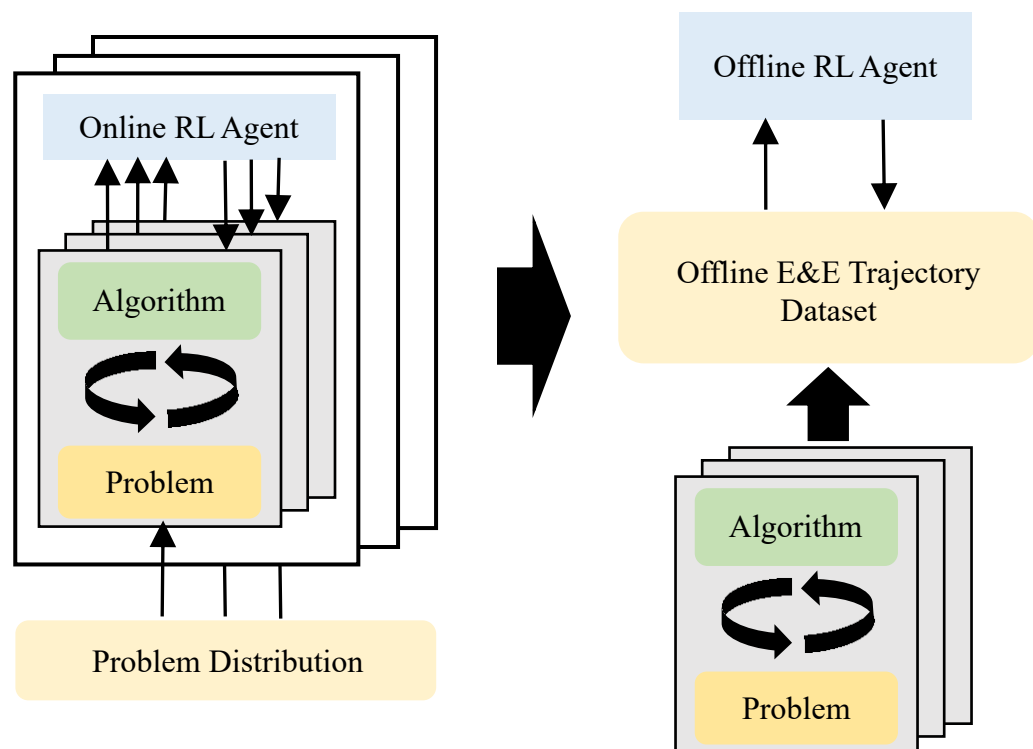 Online RL Agent
Algorithm
Problem
Problem Distribution
Offline RL Agent
Offline E&E Trajectory
Dataset
Algorithm
Problem